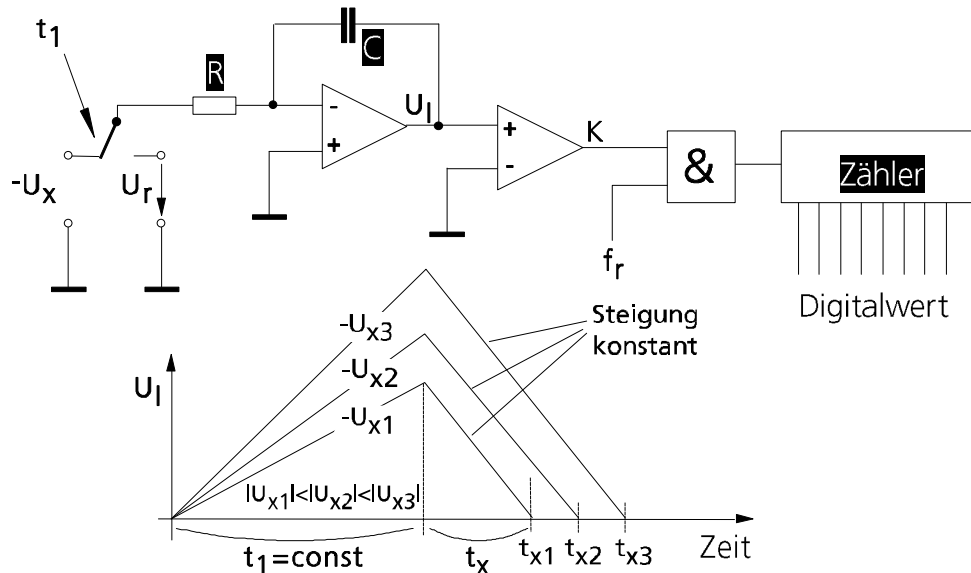 t1
R
C
-
+
UI
+
-
K
&
Zähler
-Ux
Ur
fr
Digitalwert
-Ux3
-Ux2
-Ux1
Steigung
konstant
UI
|Ux1|<|Ux2|<|Ux3|
t1=const
tx
tx1
tx2
tx3
Zeit